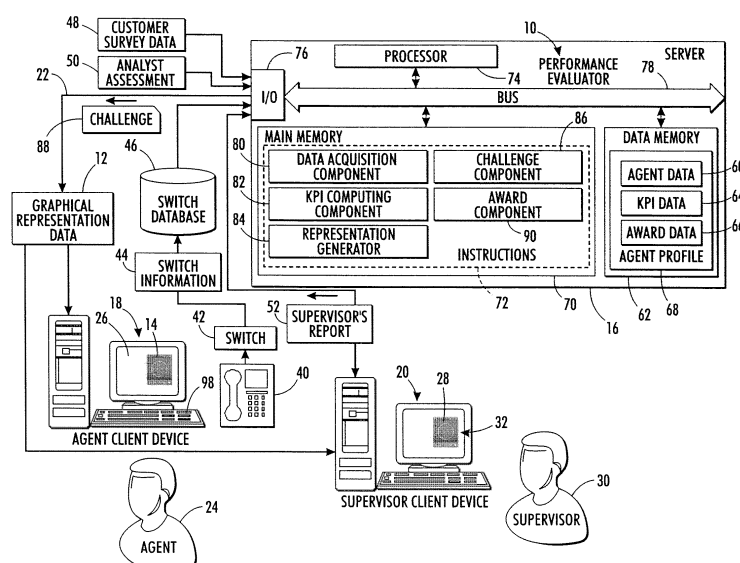 48
CUSTOMER
SURVEY DATA
50
ANALYST
ASSESSMENT
22
CHALLENGE
88
12
GRAPHICAL
REPRESENTATION
DATA
46
SWITCH
DATABASE
44
SWITCH
INFORMATION
76
I/O
PROCESSOR
74
10
PERFORMANCE
EVALUATOR
SERVER
78
BUS
MAIN MEMORY
86
80
DATA ACQUISITION
COMPONENT
CHALLENGE
COMPONENT
82
KPI COMPUTING
COMPONENT
AWARD
COMPONENT
84
REPRESENTATION
GENERATOR
90
INSTRUCTIONS
72
70
DATA MEMORY
AGENT DATA
KPI DATA
64
AWARD DATA
AGENT PROFILE
62
68
16
52
SUPERVISOR'S
REPORT
42
SWITCH
40
18
26
14
98
AGENT CLIENT DEVICE
20
28
32
SUPERVISOR CLIENT DEVICE
24
AGENT
30
SUPERVISOR